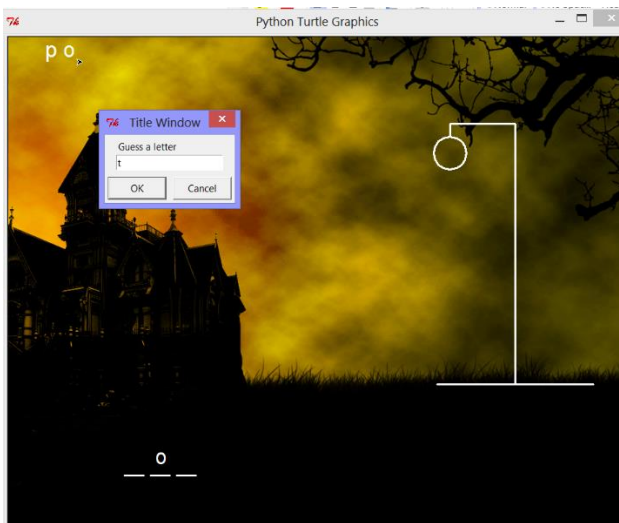 Python Turtle Graphics
p o
Title Window
Guess a letter
t
OK Cancel
o